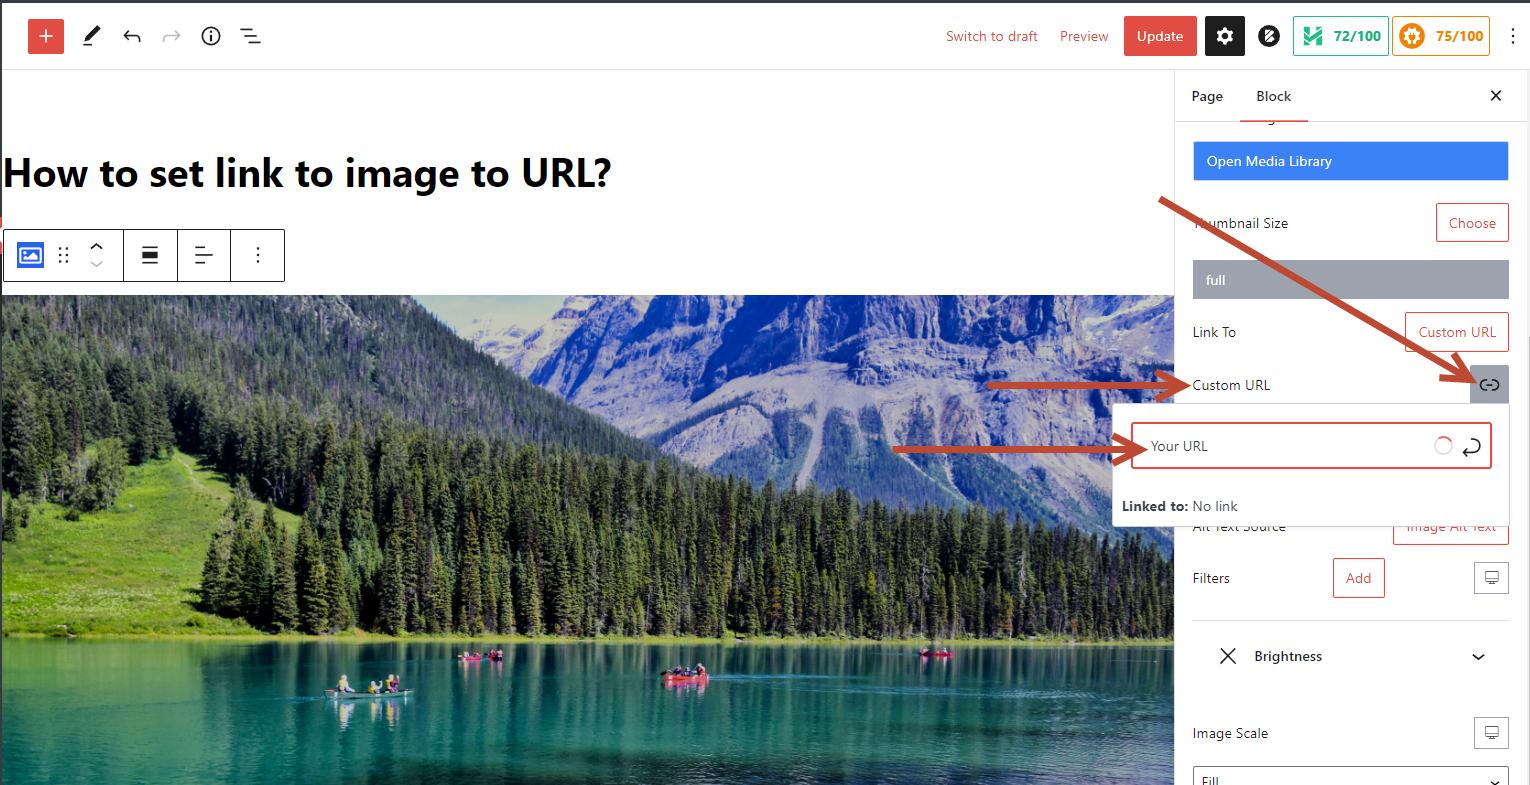 Switch to draft
Preview
Update
72/100
75/100
Page
Block
How to set link to image to URL?
Open Media Library
Thumbnail Size
Choose
full
Link To
Custom URL
Custom URL
Your URL
Linked to: No link
Alt Text Source
Image Alt Text
Filters
Add
Brightness
Image Scale
Fill